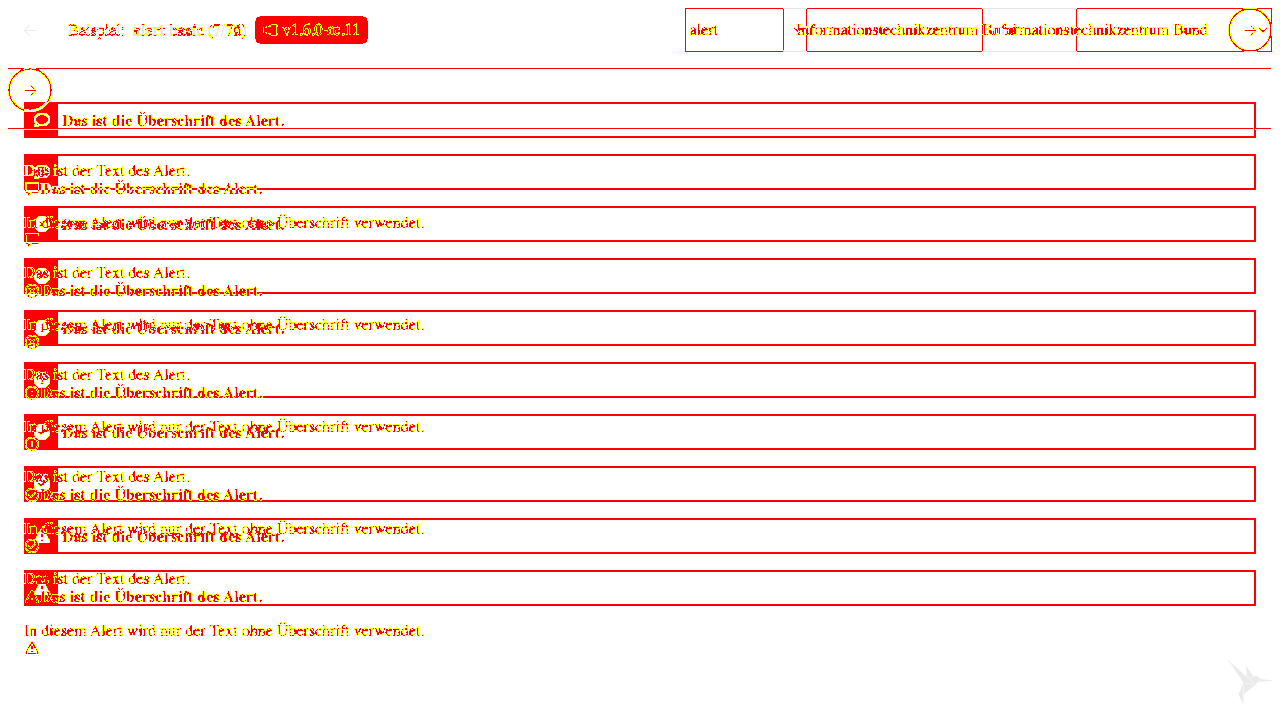 Beispiel: alert: basic (7/76) v1.6.0-rc.11 alert Informationstechnikzentrum Bund Informationstechnikzentrum Bund
Das ist die Überschrift des Alert.
Das ist der Text des Alert.
Das ist die Überschrift des Alert.
In diesem Alert wird nur der Text ohne Überschrift verwendet.
Das ist die Überschrift des Alert.
Das ist der Text des Alert.
Das ist die Überschrift des Alert.
In diesem Alert wird nur der Text ohne Überschrift verwendet.
Das ist die Überschrift des Alert.
Das ist der Text des Alert.
Das ist die Überschrift des Alert.
In diesem Alert wird nur der Text ohne Überschrift verwendet.
Das ist die Überschrift des Alert.
Das ist der Text des Alert.
Das ist die Überschrift des Alert.
In diesem Alert wird nur der Text ohne Überschrift verwendet.
Das ist die Überschrift des Alert.
Das ist der Text des Alert.
Das ist die Überschrift des Alert.
In diesem Alert wird nur der Text ohne Überschrift verwendet.